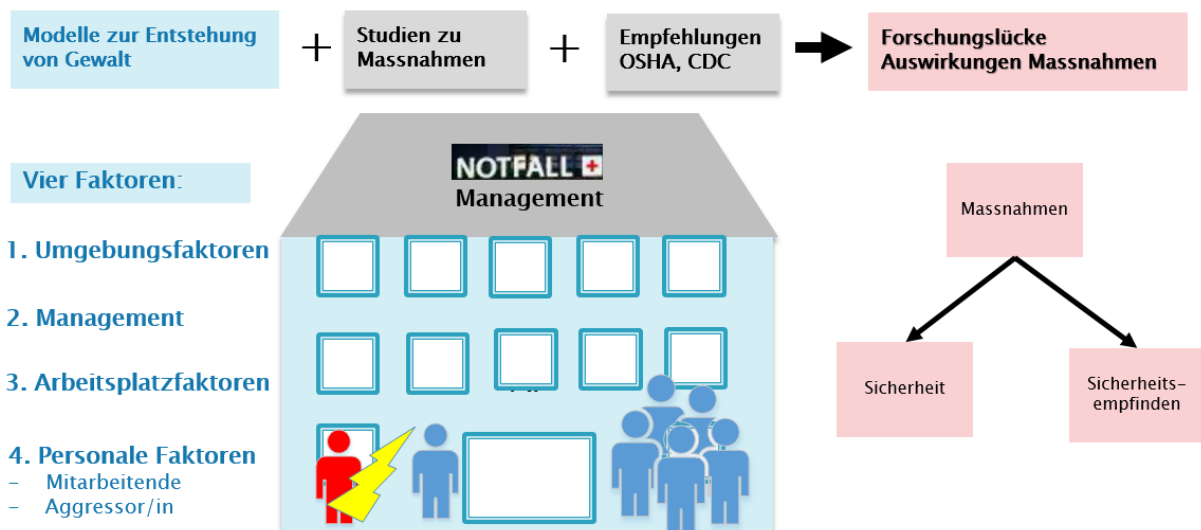 Modelle zur Entstehung
von Gewalt
+
Studien zu
Massnahmen
+
Empfehlungen
OSHA, CDC
Forschungslücke
Auswirkungen Massnahmen
Vier Faktoren:
1. Umgebungsfaktoren
2. Management
3. Arbeitsplatzfaktoren
4. Personale Faktoren
– Mitarbeitende
– Aggressor/in
NOTFALL
Management
Massnahmen
Sicherheit
Sicherheits-
empfinden